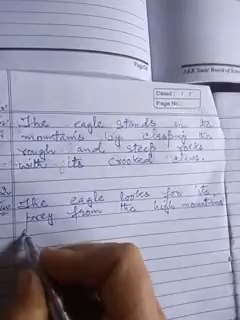 Dated:
Page No.:
The eagle stands in the
mountains by clasping the
rough and steep rocks
with its crooked claws.
The eagle looks for its
prey from the high mountains